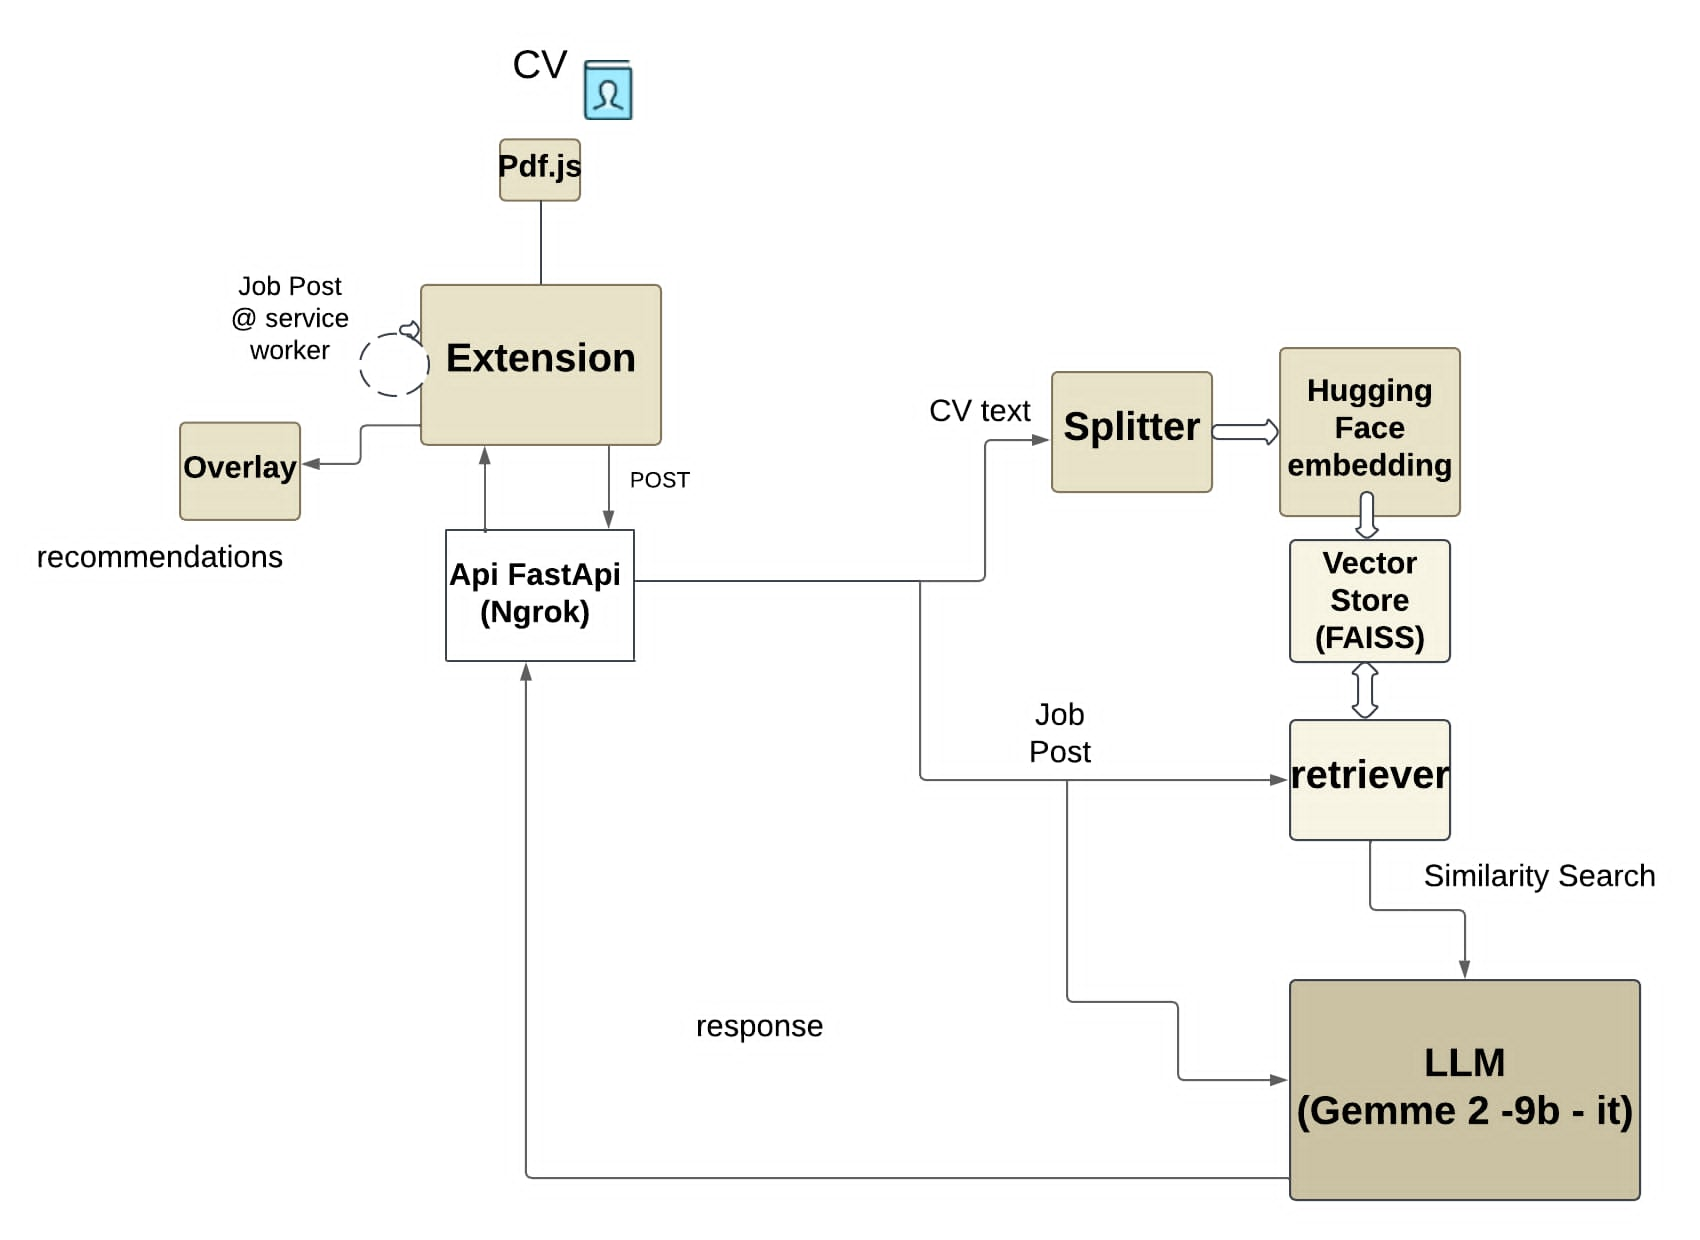 CV
Pdf.js
Job Post
@ service
worker
Extension
Overlay
recommendations
POST
Api FastApi
(Ngrok)
CV text
Splitter
Hugging
Face
embedding
Vector
Store
(FAISS)
Job
Post
retriever
Similarity Search
response
LLM
(Gemme 2 -9b - it)